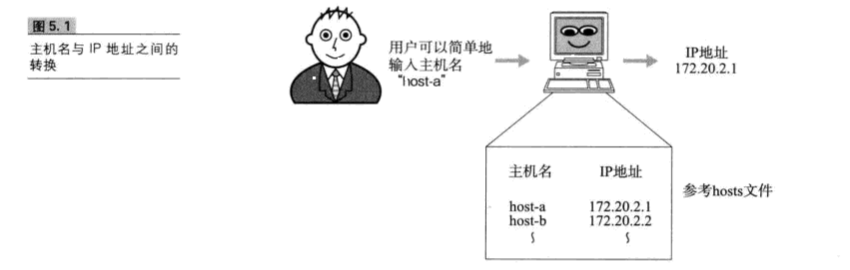 图5.1
主机名与 IP 地址之间的
转换
用户可以简单地
输入主机名
“host-a”
IP地址
172.20.2.1
主机名 IP地址
host-a 172.20.2.1
host-b 172.20.2.2
参考hosts文件